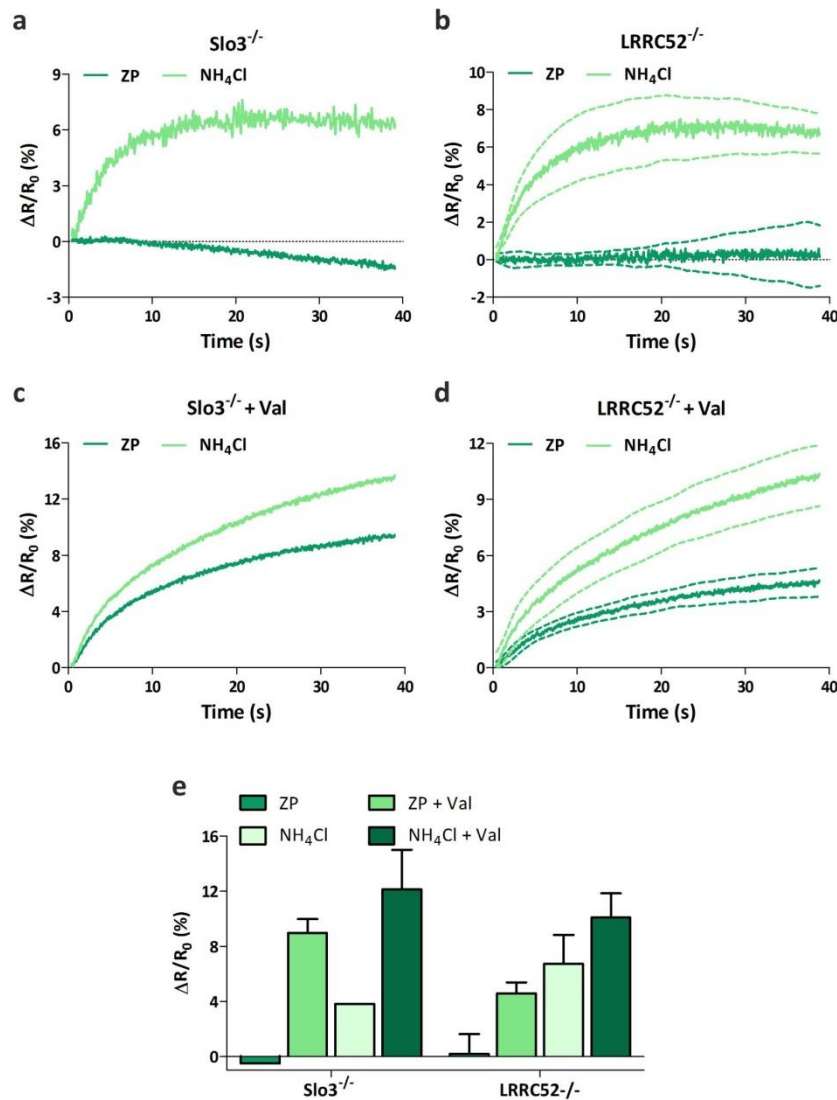 a
Slo3-/-
ZP NH4Cl
ΔR/R0 (%)
9
6
3
0
-3
0 10 20 30 40
Time (s)
b
LRRC52-/-
ZP NH4Cl
ΔR/R0 (%)
10
8
6
4
2
0
-2
0 10 20 30 40
Time (s)
c
Slo3-/- + Val
ZP NH4Cl
ΔR/R0 (%)
16
12
8
4
0
0 10 20 30 40
Time (s)
d
LRRC52-/- + Val
ZP NH4Cl
ΔR/R0 (%)
12
9
6
3
0
0 10 20 30 40
Time (s)
e
ZP ZP + Val
NH4Cl NH4Cl + Val
ΔR/R0 (%)
16
12
8
4
0
Slo3-/- LRRC52-/-